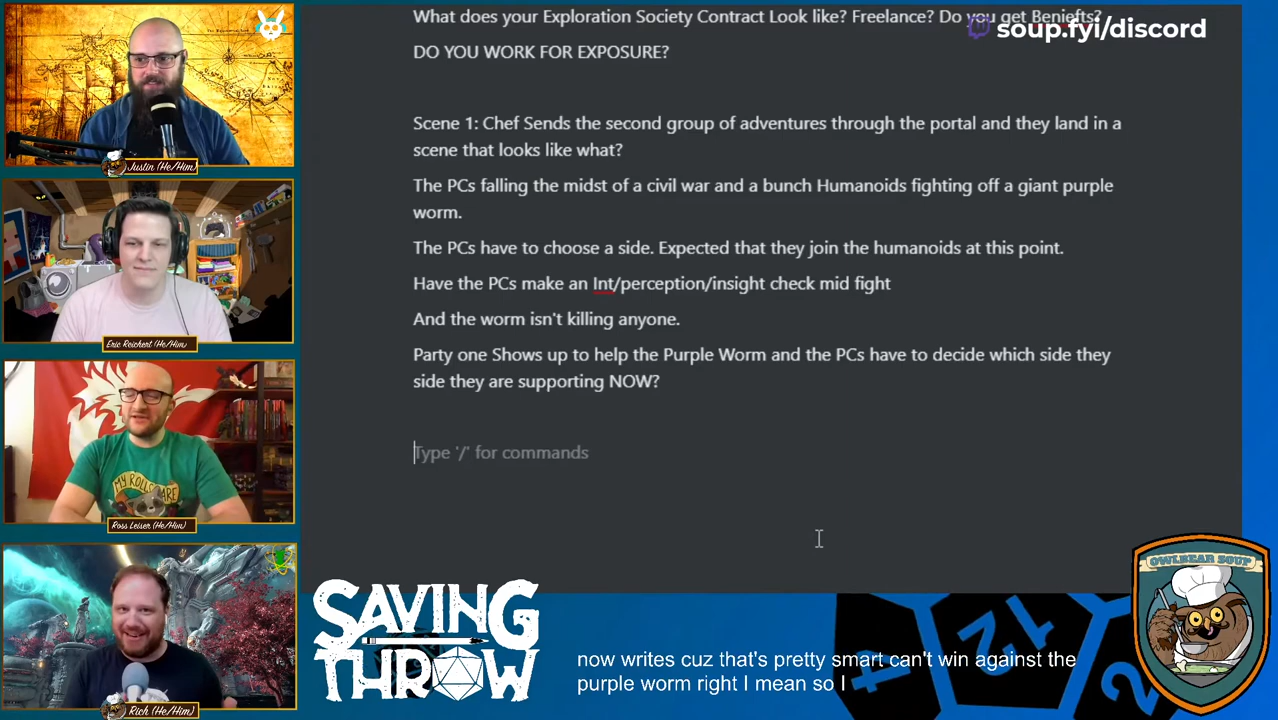 What does your Exploration Society Contract Look like? Freelance? Do you get Beniefts?
soup.fyi/discord
DO YOU WORK FOR EXPOSURE?
Scene 1: Chef Sends the second group of adventures through the portal and they land in a
scene that looks like what?
The PCs falling the midst of a civil war and a bunch Humanoids fighting off a giant purple
worm.
The PCs have to choose a side. Expected that they join the humanoids at this point.
Have the PCs make an Int/perception/insight check mid fight
And the worm isn't killing anyone.
Party one Shows up to help the Purple Worm and the PCs have to decide which side they
side they are supporting NOW?
Type '/' for commands
Justin (He/Him)
Eric Reichert (He/Him)
MY ROLLS ARE
Ross Leiser (He/Him)
Rich (He/Him)
SAVING
THROW
now writes cuz that's pretty smart can't win against the
purple worm right I mean so I
12
2
4
OWLBEAR SOUP